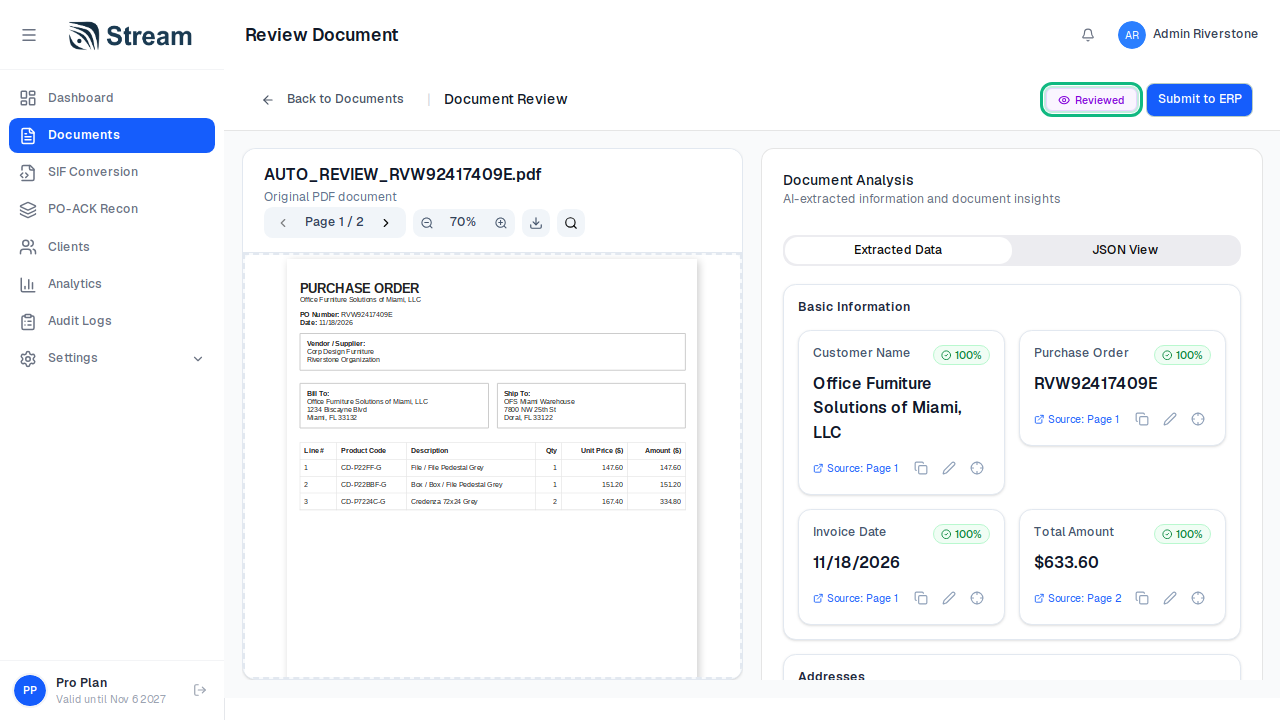 Stream
Review Document
AR
Admin Riverstone
Dashboard
Documents
SIF Conversion
PO-ACK Recon
Clients
Analytics
Audit Logs
Settings
PP
Pro Plan
Valid until Nov 6 2027
Back to Documents
Document Review
Reviewed
Submit to ERP
AUTO_REVIEW_RVW92417409E.pdf
Original PDF document
Page 1 / 2
70%
PURCHASE ORDER
Office Furniture Solutions of Miami, LLC
PO Number: RVW92417409E
Date: 11/18/2026
Vendor / Supplier:
Corp Design Furniture
Riverstone Organization
Bill To:
Office Furniture Solutions of Miami, LLC
1234 Biscayne Blvd
Miami, FL 33132
Ship To:
OFS Miami Warehouse
7800 NW 25th St
Doral, FL 33122
Line # Product Code Description Qty Unit Price ($) Amount ($)
1 CD-P22FF-G File / File Pedestal Grey 1 147.60 147.60
2 CD-P22BBF-G Box / Box / File Pedestal Grey 1 151.20 151.20
3 CD-P7224C-G Credenza 72x24 Grey 2 167.40 334.80
Document Analysis
AI-extracted information and document insights
Extracted Data
JSON View
Basic Information
Customer Name
100%
Office Furniture
Solutions of Miami,
LLC
Source: Page 1
Purchase Order
100%
RVW92417409E
Source: Page 1
Invoice Date
100%
11/18/2026
Source: Page 1
Total Amount
100%
$633.60
Source: Page 2
Addresses